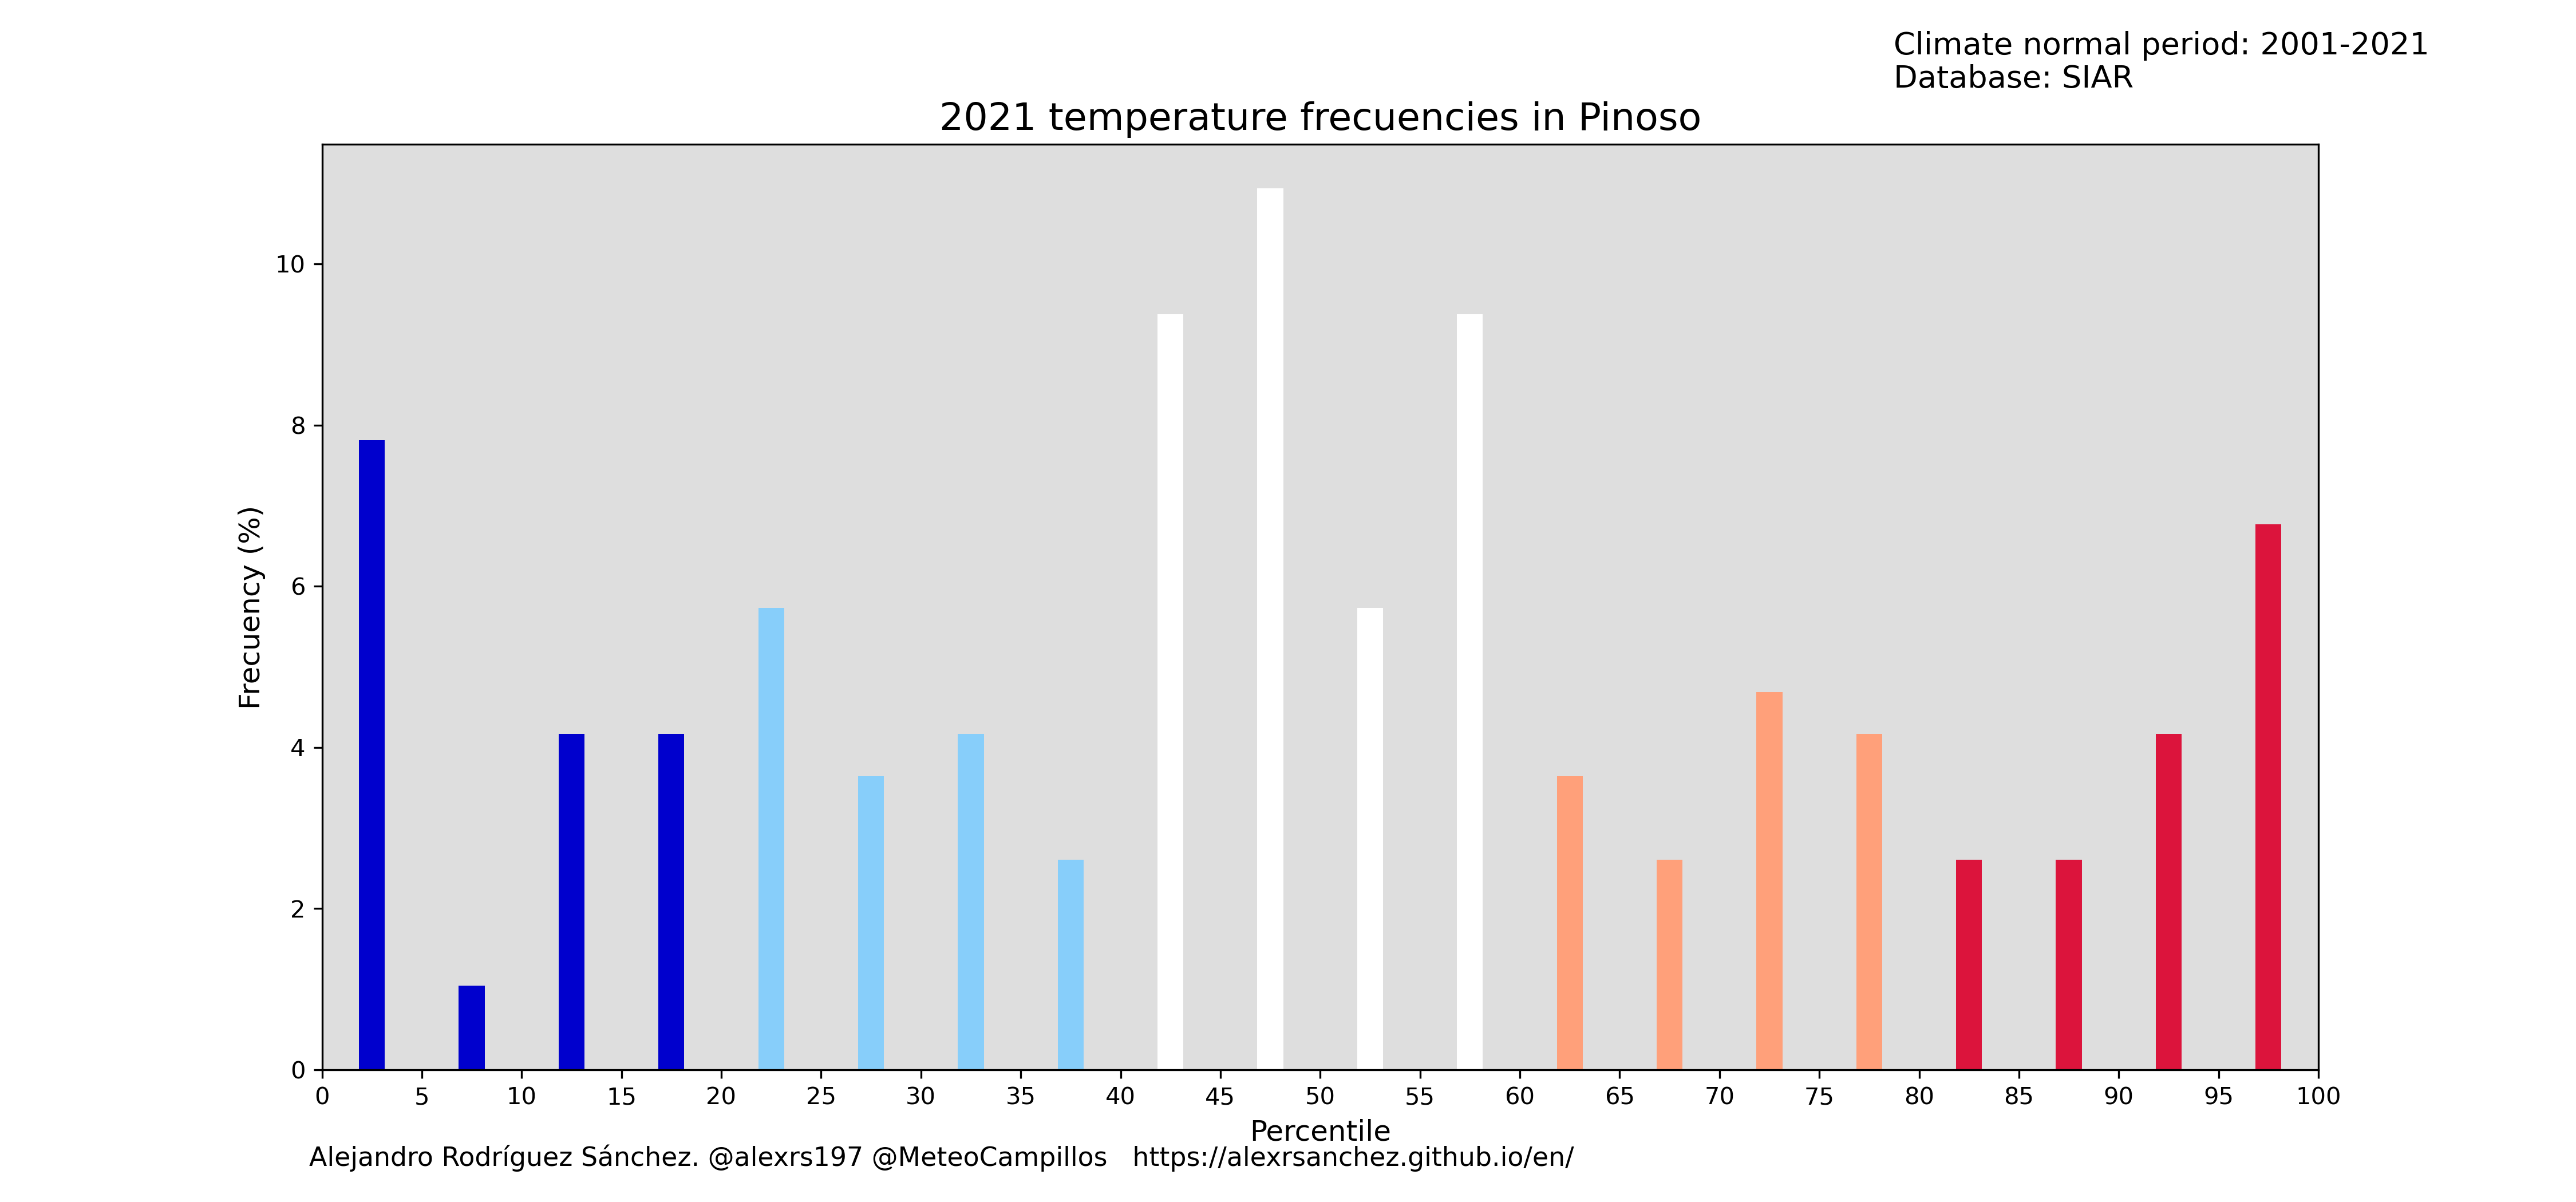 Climate normal period: 2001-2021
Database: SIAR
2021 temperature frecuencies in Pinoso
10
8
6
4
2
0
Frecuency (%)
0 5 10 15 20 25 30 35 40 45 50 55 60 65 70 75 80 85 90 95 100
Percentile
Alejandro Rodríguez Sánchez. @alexrs197 @MeteoCampillos https://alexrsanchez.github.io/en/